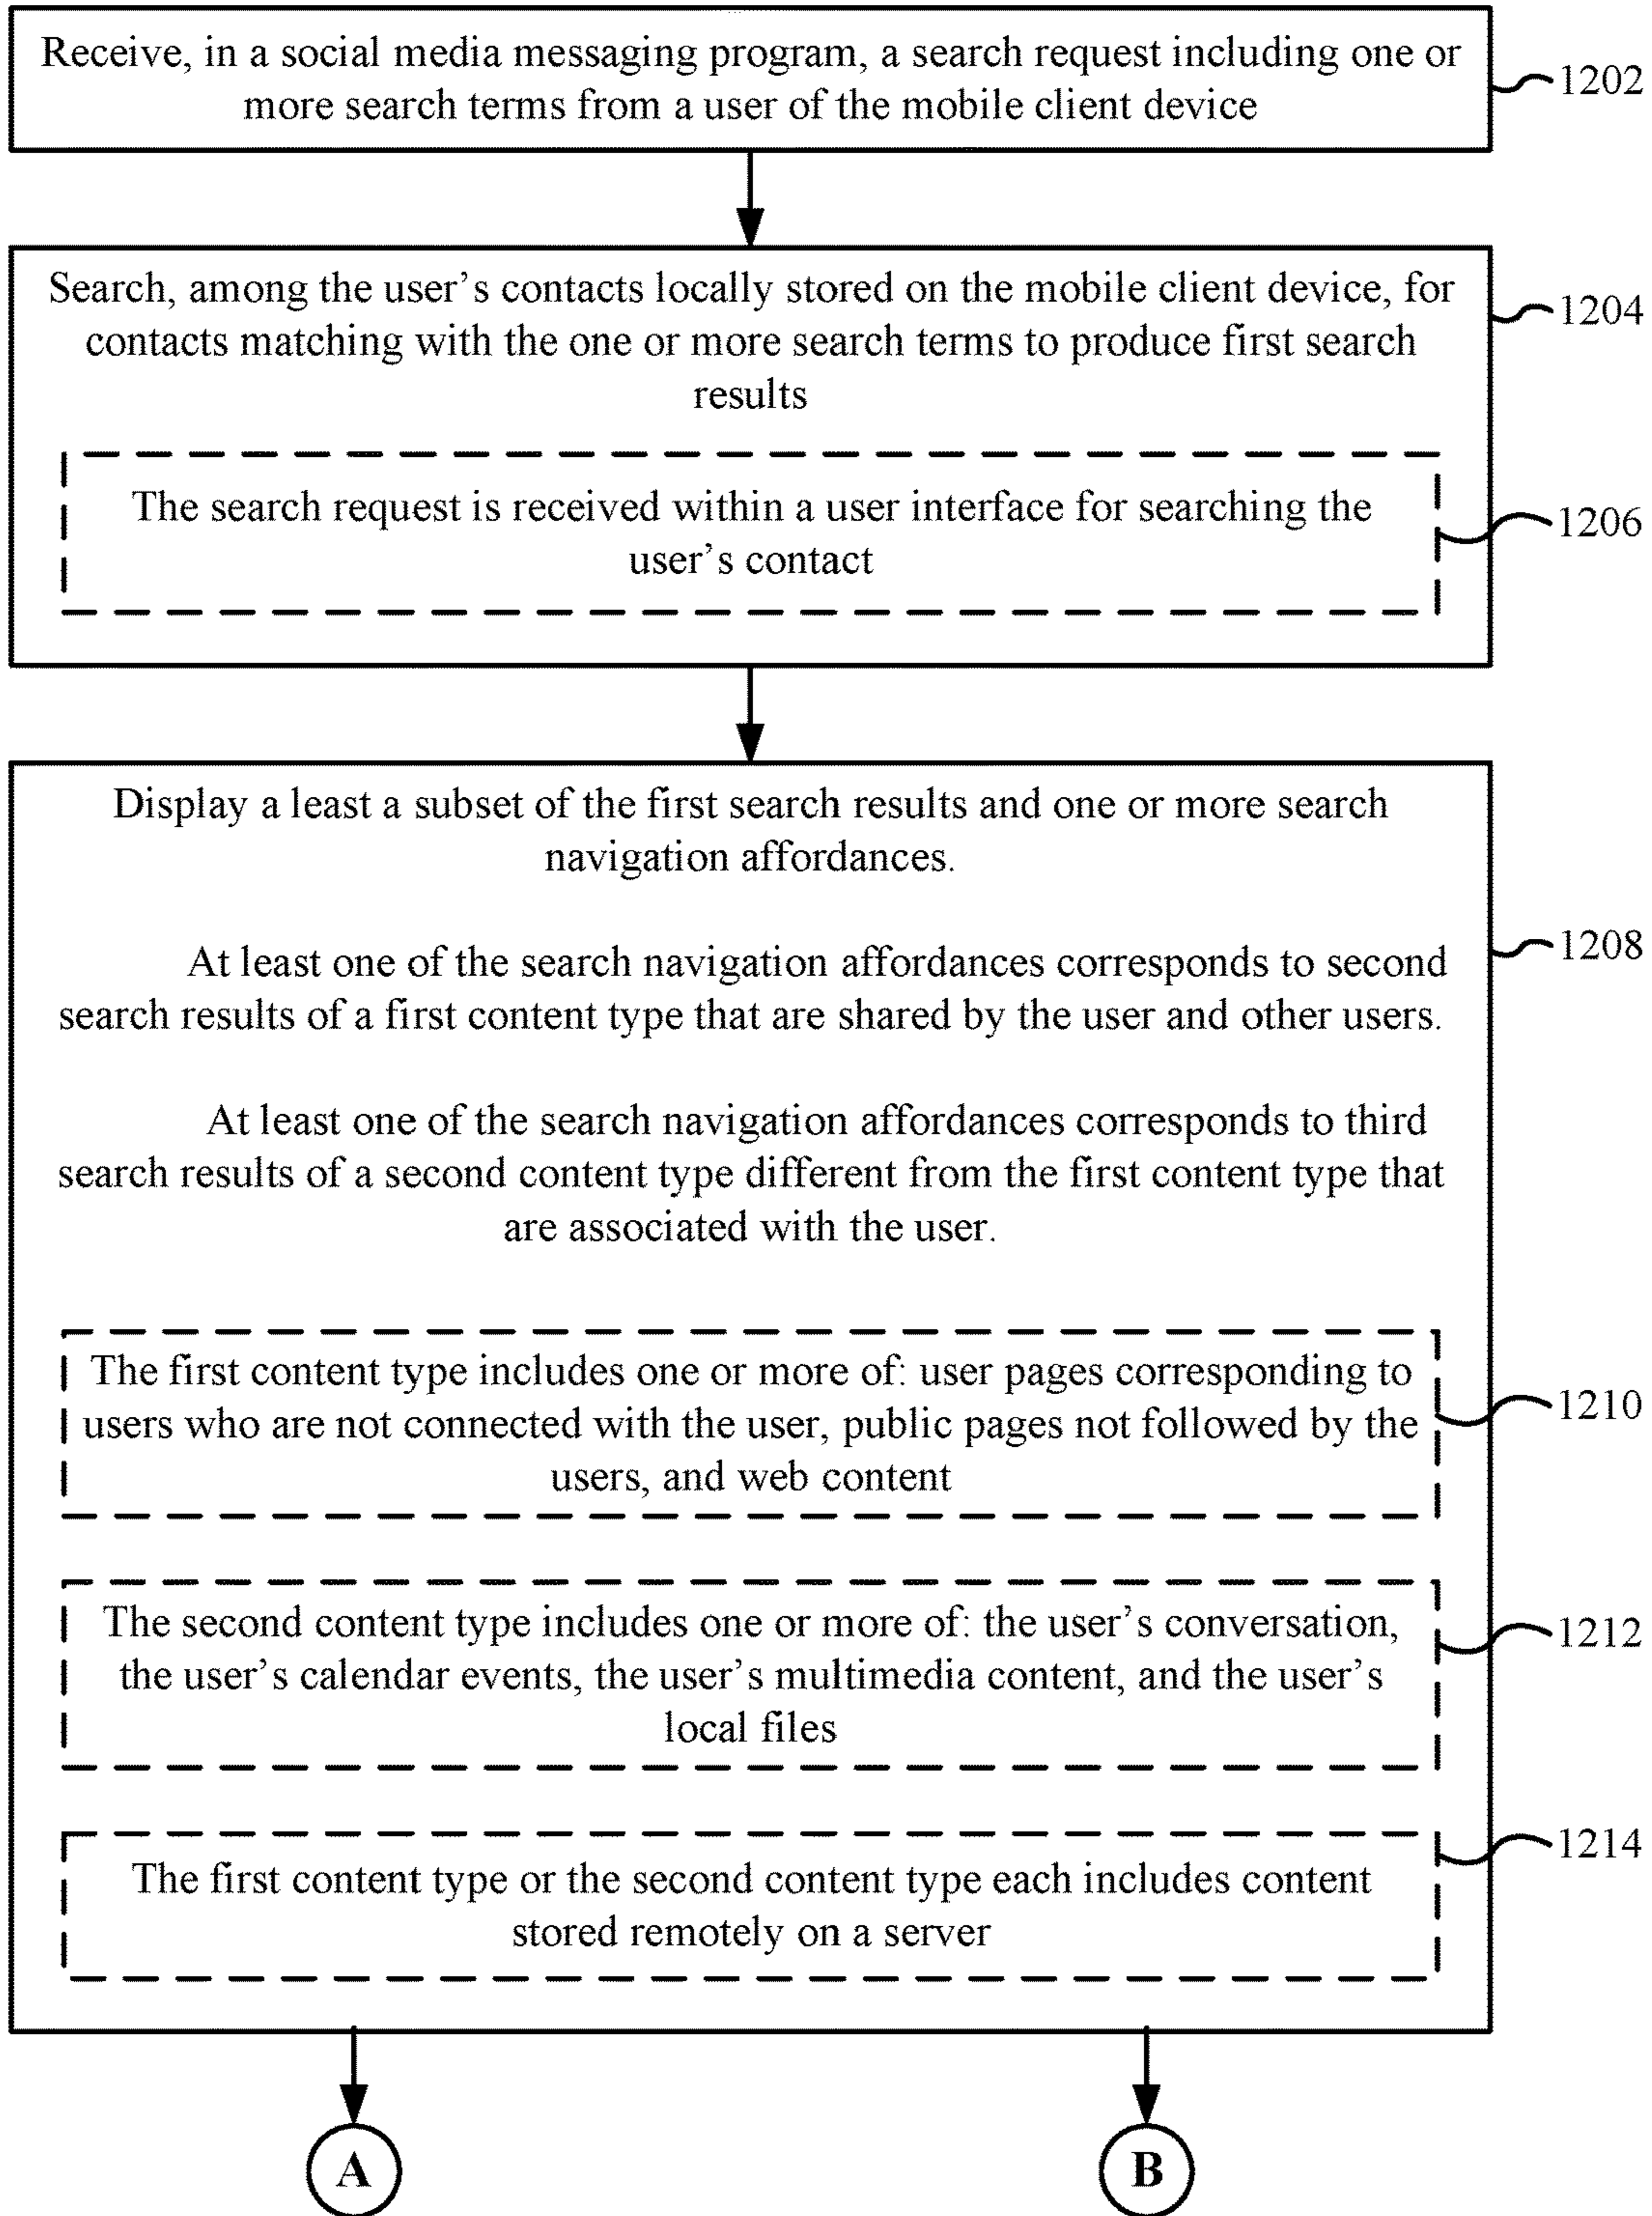 Receive, in a social media messaging program, a search request including one or
more search terms from a user of the mobile client device
1202
Search, among the user's contacts locally stored on the mobile client device, for
contacts matching with the one or more search terms to produce first search
results
1204
The search request is received within a user interface for searching the
user's contact
1206
Display a least a subset of the first search results and one or more search
navigation affordances.
At least one of the search navigation affordances corresponds to second
search results of a first content type that are shared by the user and other users.
1208
At least one of the search navigation affordances corresponds to third
search results of a second content type different from the first content type that
are associated with the user.
The first content type includes one or more of: user pages corresponding to
users who are not connected with the user, public pages not followed by the
users, and web content
1210
The second content type includes one or more of: the user's conversation,
the user's calendar events, the user's multimedia content, and the user's
local files
1212
The first content type or the second content type each includes content
stored remotely on a server
1214
A
B